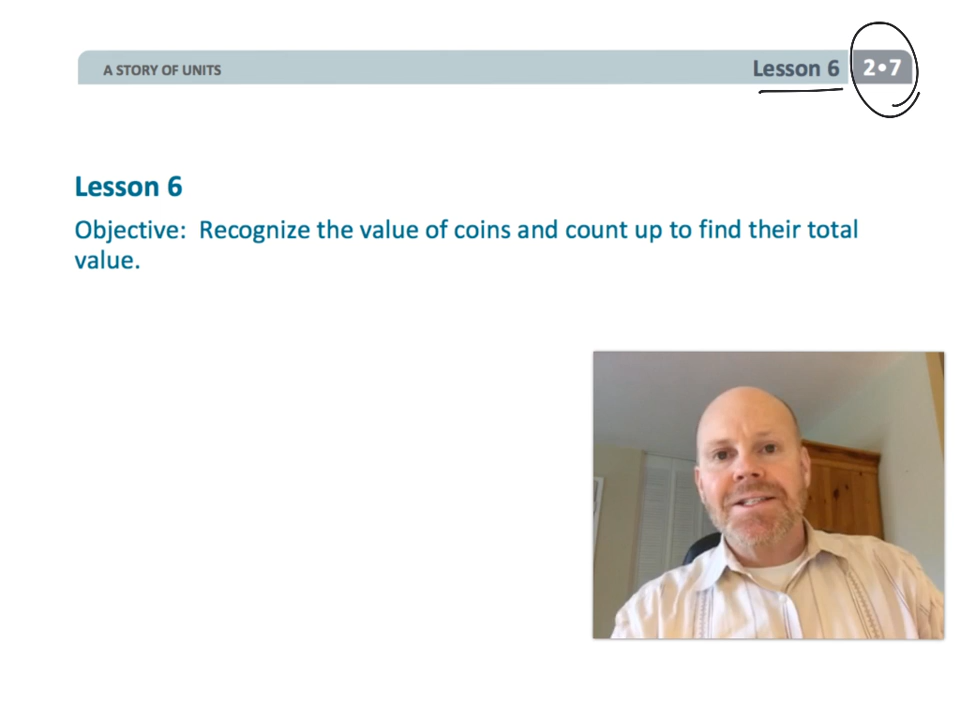 A STORY OF UNITS
Lesson 6 2•7
Lesson 6
Objective: Recognize the value of coins and count up to find their total
value.